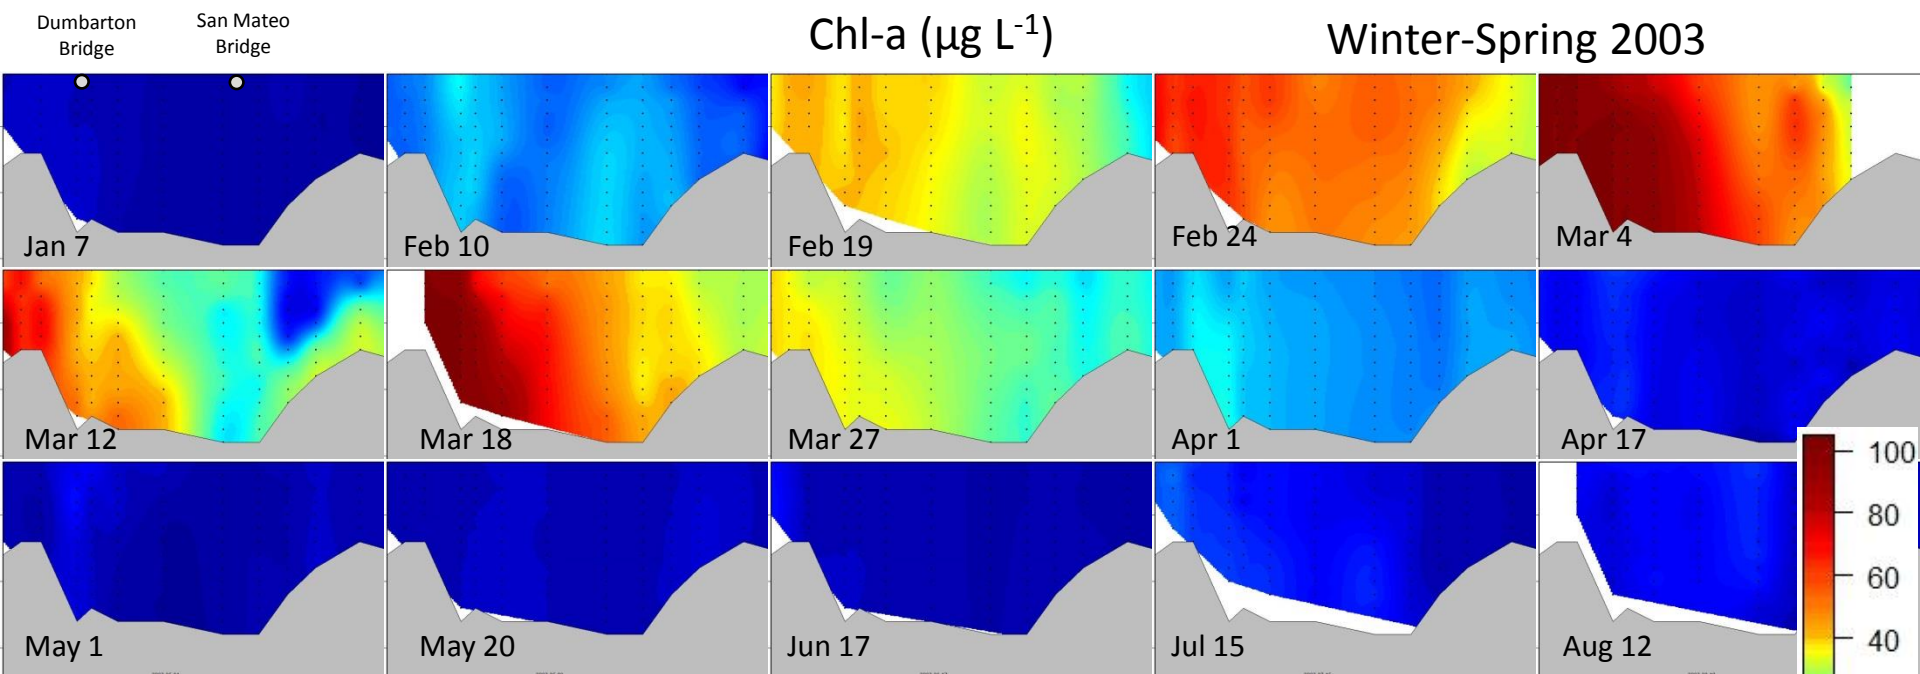 Dumbarton
Bridge
San Mateo
Bridge
Chl-a (µg L-1)
Winter-Spring 2003
Jan 7
Feb 10
Feb 19
Feb 24
Mar 4
Mar 12
Mar 18
Mar 27
Apr 1
Apr 17
May 1
May 20
Jun 17
Jul 15
Aug 12
100
80
60
40